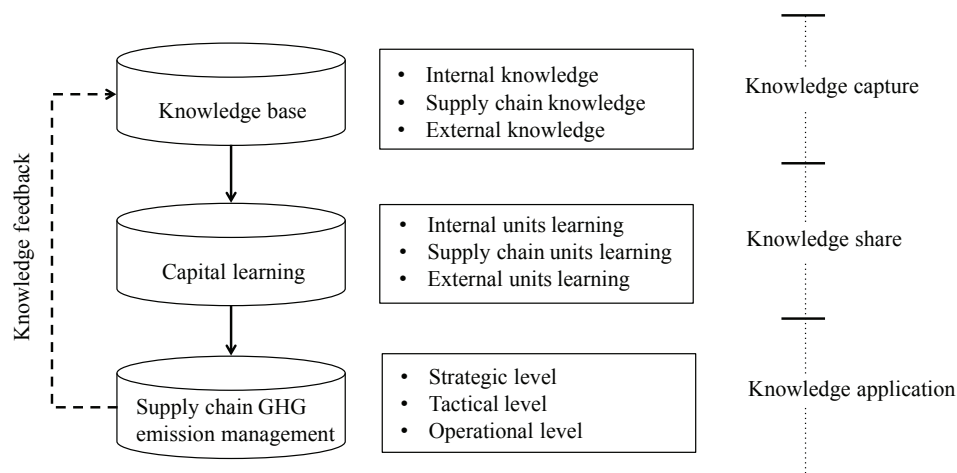 Knowledge base
• Internal knowledge
• Supply chain knowledge
• External knowledge
Knowledge capture
Knowledge feedback
Capital learning
• Internal units learning
• Supply chain units learning
• External units learning
Knowledge share
Supply chain GHG
emission management
• Strategic level
• Tactical level
• Operational level
Knowledge application